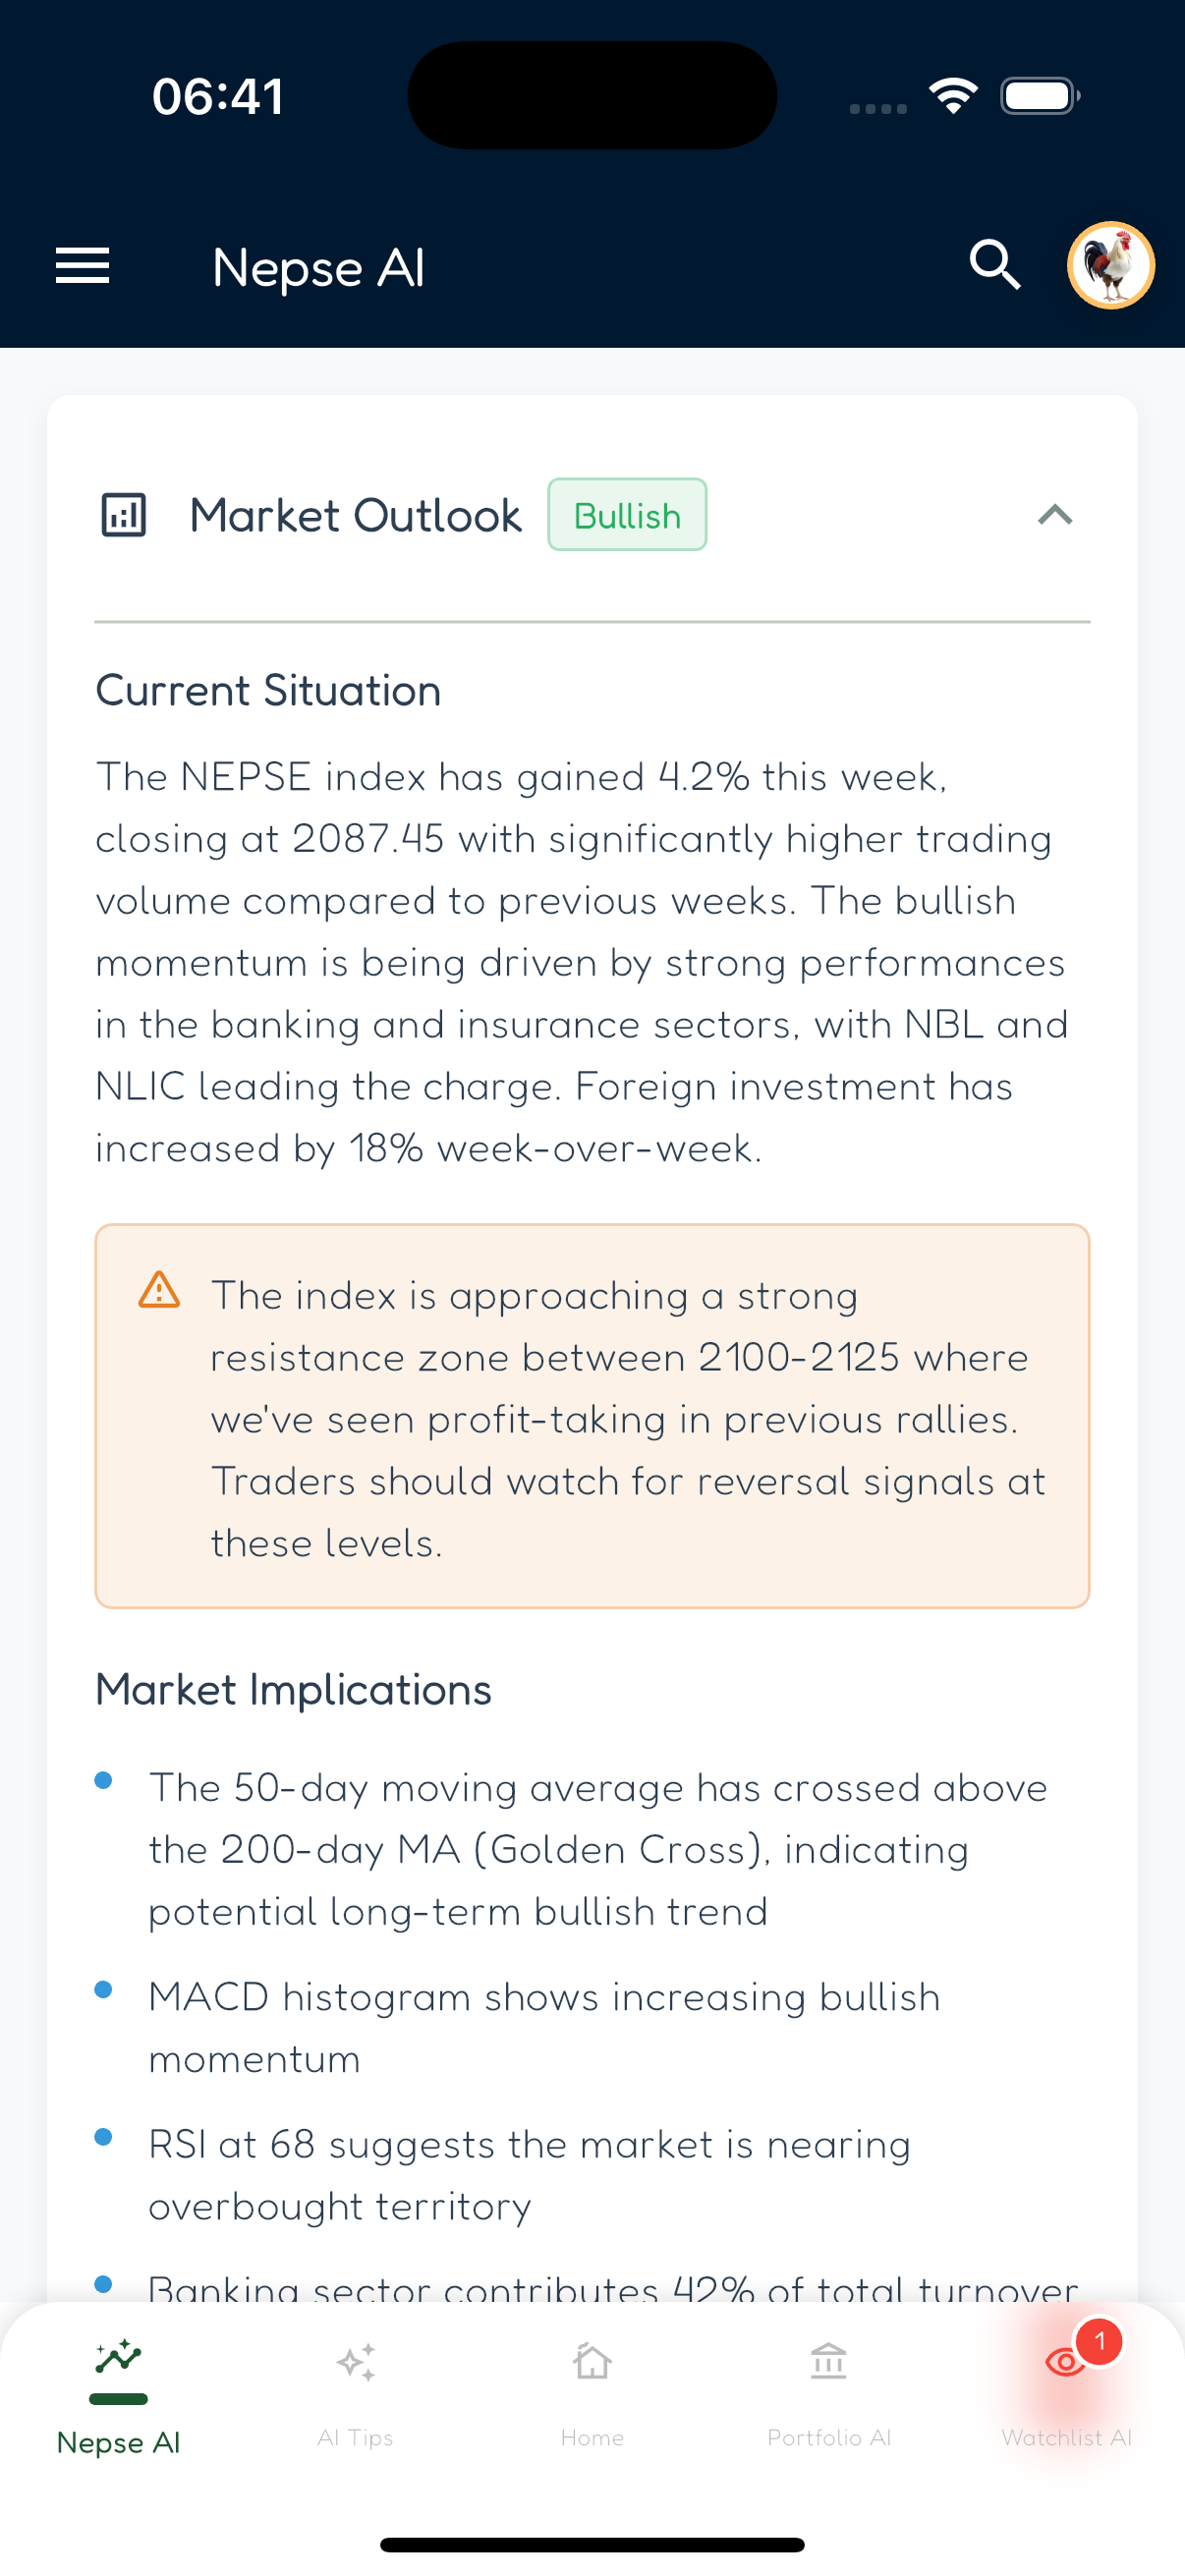 06:41
Nepse AI
Market Outlook
Bullish
Current Situation
The NEPSE index has gained 4.2% this week,
closing at 2087.45 with significantly higher trading
volume compared to previous weeks. The bullish
momentum is being driven by strong performances
in the banking and insurance sectors, with NBL and
NLIC leading the charge. Foreign investment has
increased by 18% week-over-week.
The index is approaching a strong
resistance zone between 2100-2125 where
we've seen profit-taking in previous rallies.
Traders should watch for reversal signals at
these levels.
Market Implications
The 50-day moving average has crossed above
the 200-day MA (Golden Cross), indicating
potential long-term bullish trend
MACD histogram shows increasing bullish
momentum
RSI at 68 suggests the market is nearing
overbought territory
Banking sector contributes 42% of total turnover
1
Nepse AI
AI Tips
Home
Portfolio AI
Watchlist AI